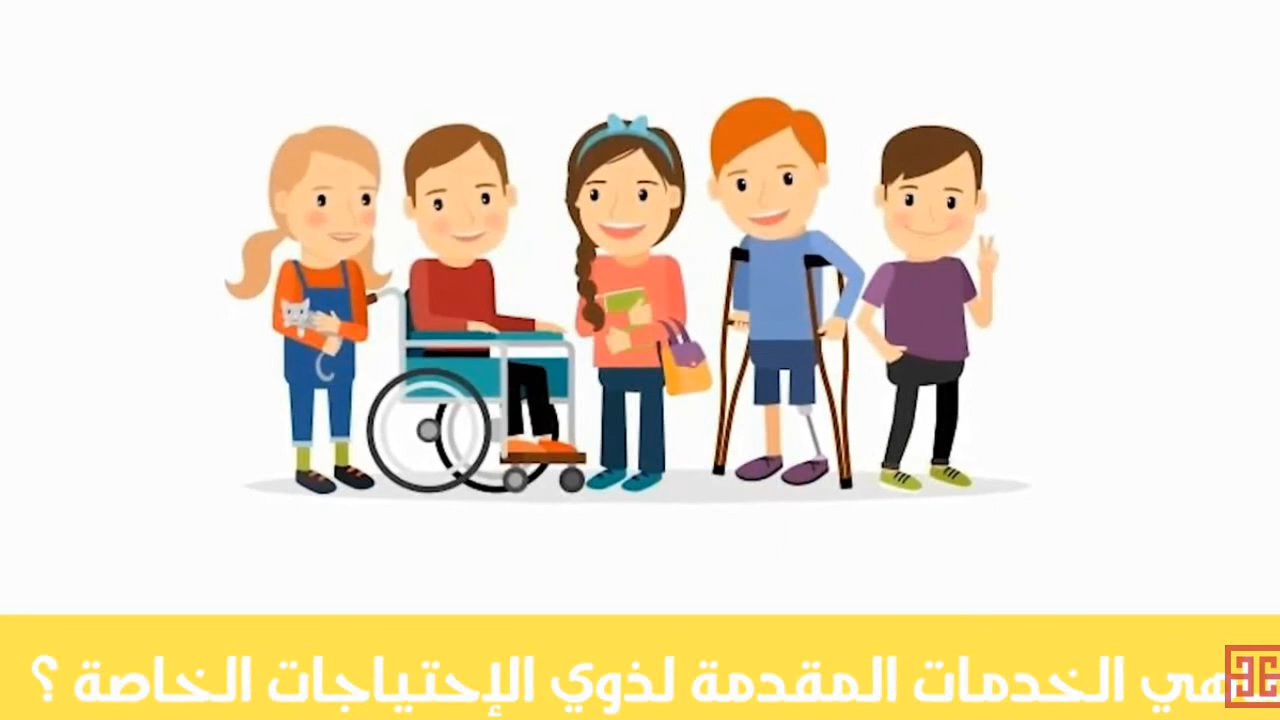 هي الخدمات المقدمة لذوي الإحتياجات الخاصة ؟